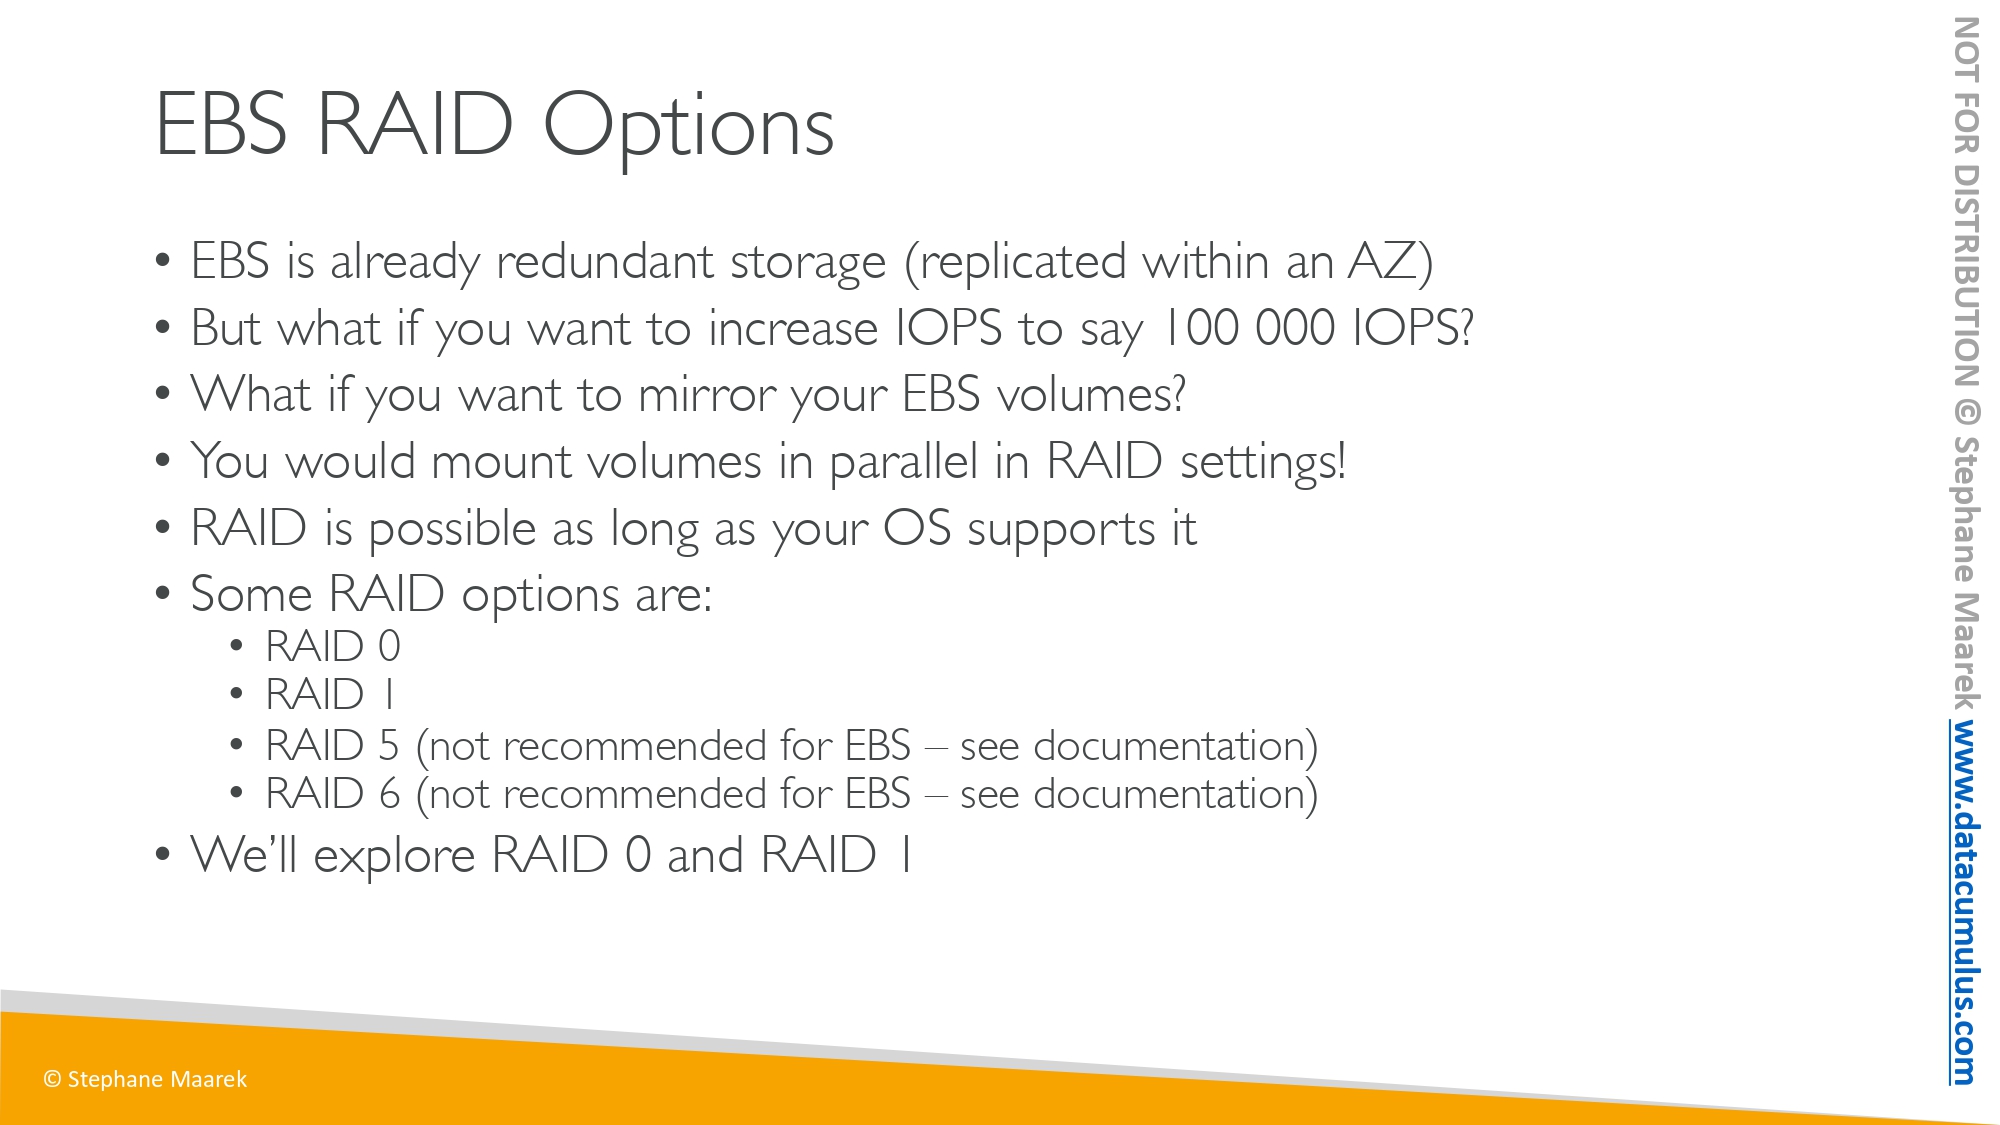 EBS RAID Options
• EBS is already redundant storage (replicated within an AZ)
• But what if you want to increase IOPS to say 100 000 IOPS?
• What if you want to mirror your EBS volumes?
• You would mount volumes in parallel in RAID settings!
• RAID is possible as long as your OS supports it
• Some RAID options are:
• RAID 0
• RAID 1
• RAID 5 (not recommended for EBS – see documentation)
• RAID 6 (not recommended for EBS – see documentation)
• We’ll explore RAID 0 and RAID 1
© Stephane Maarek
NOT FOR DISTRIBUTION © Stephane Maarek www.datacumulus.com